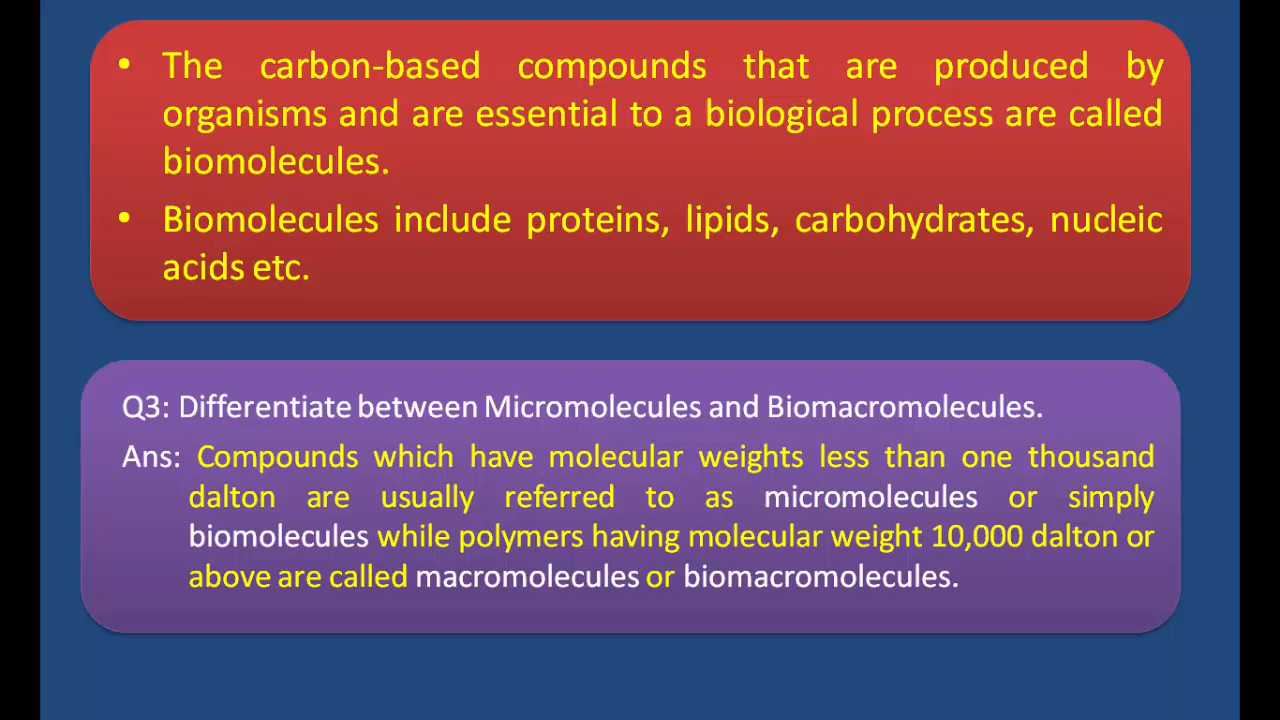 • The carbon-based compounds that are produced by
organisms and are essential to a biological process are called
biomolecules.
• Biomolecules include proteins, lipids, carbohydrates, nucleic
acids etc.
Q3: Differentiate between Micromolecules and Biomacromolecules.
Ans: Compounds which have molecular weights less than one thousand
dalton are usually referred to as micromolecules or simply
biomolecules while polymers having molecular weight 10,000 dalton or
above are called macromolecules or biomacromolecules.